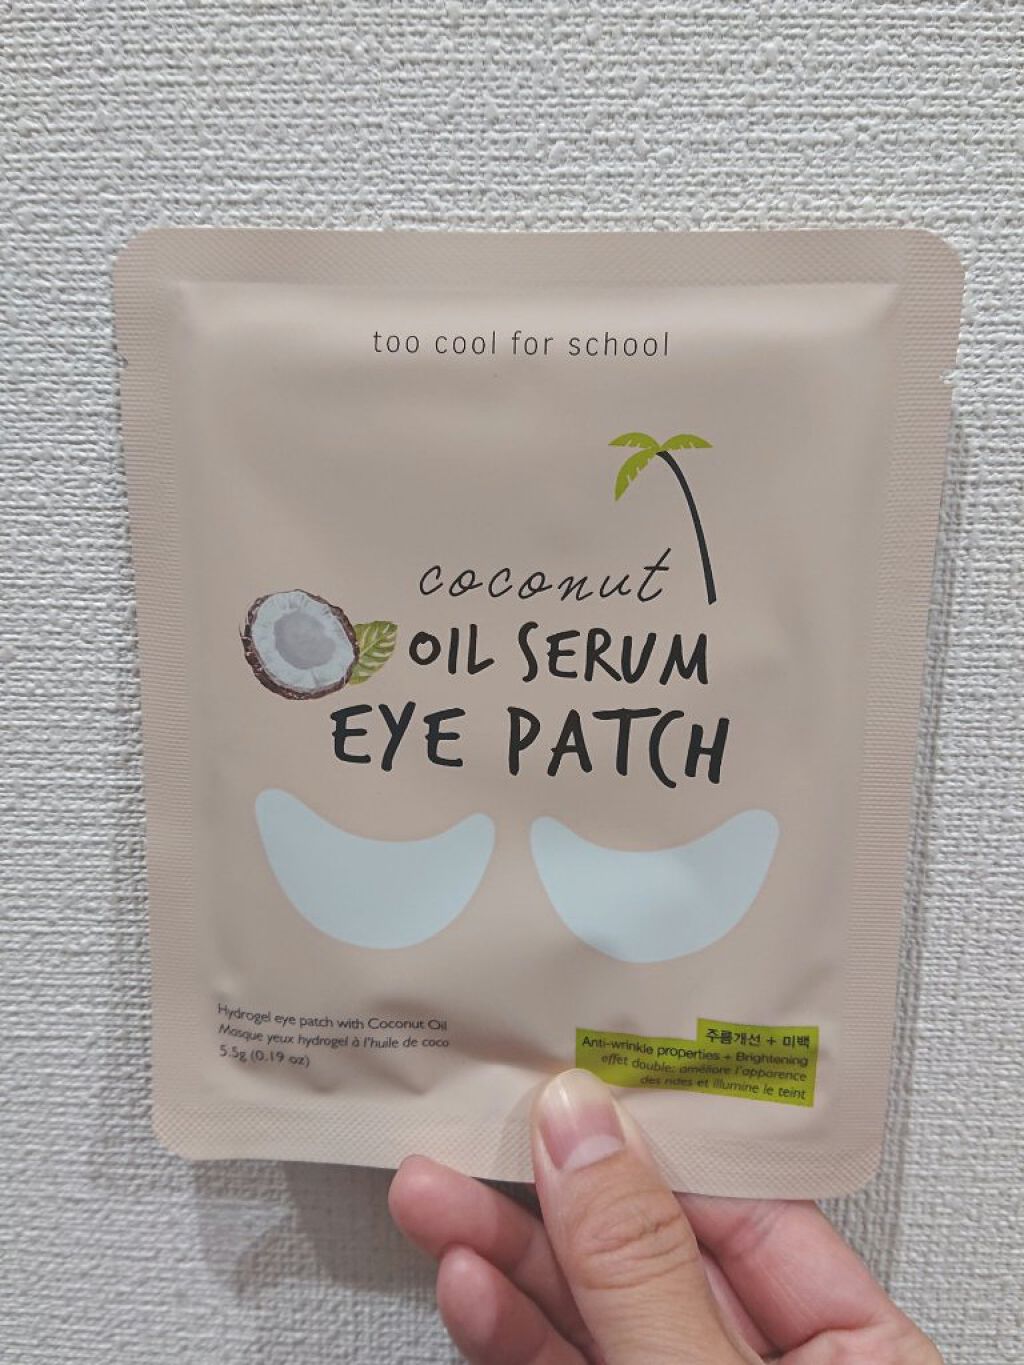 too cool for school
coconut
OIL SERUM
EYE PATCH
Hydrogel eye patch with Coconut Oil
Masque yeux hydrogel à l'huile de coco
5.5g (0.19 oz)
주름개선 + 미백
Anti-wrinkle properties + Brightening
effet double: améliore l'apparence
des rides et illumine le teint